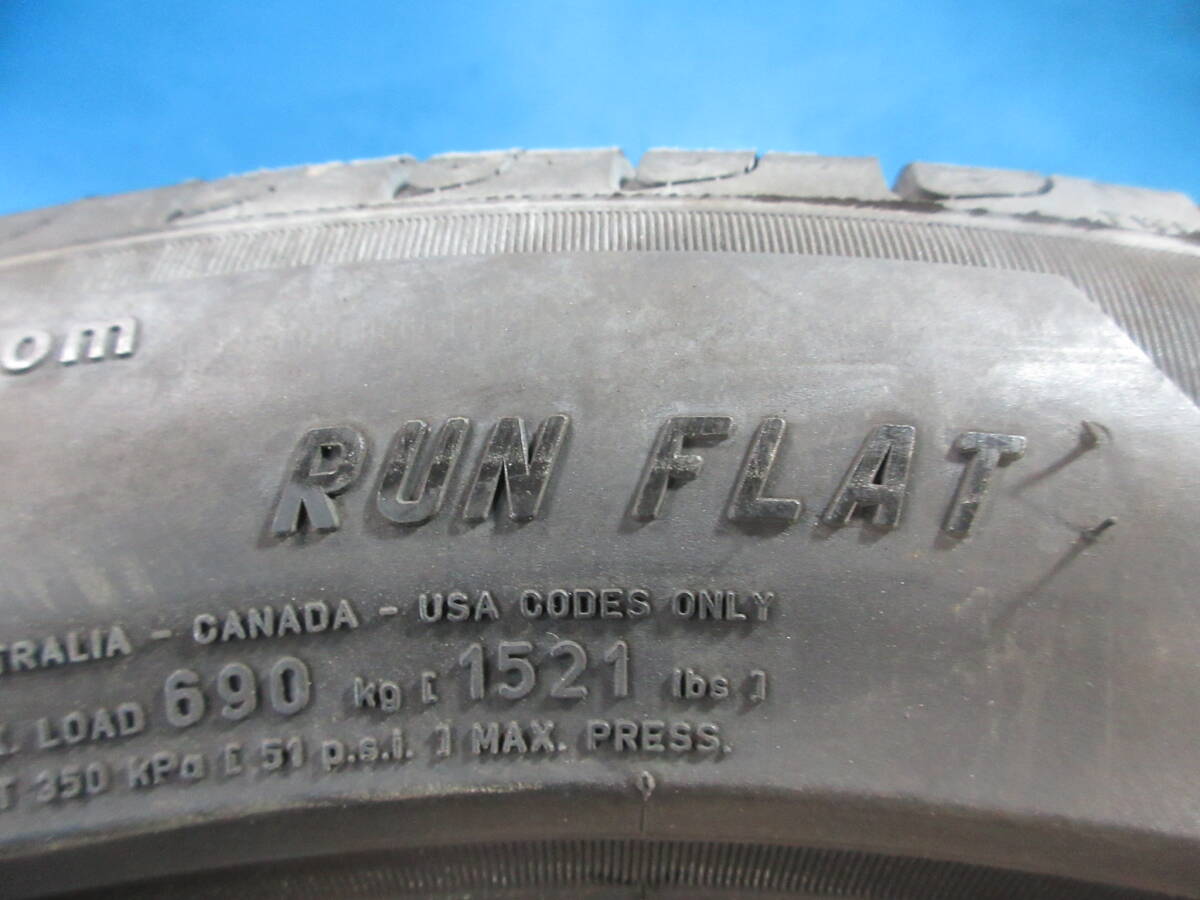 om
RUN FLAT
TRALIA - CANADA - USA CODES ONLY
. LOAD 690 kg [ 1521 lbs ]
T 350 KPa [ 51 p.s.i. ] MAX. PRESS.